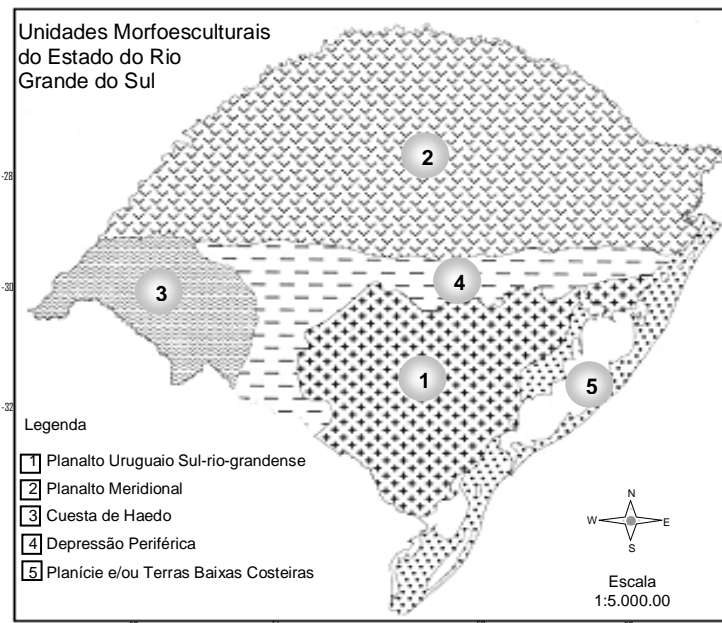 Unidades Morfoesculturais
do Estado do Rio
Grande do Sul
2
-28
3
-30
4
1
5
-32
Legenda
1 Planalto Uruguaio Sul-rio-grandense
2 Planalto Meridional
3 Cuesta de Haedo
4 Depressão Periférica
5 Planície e/ou Terras Baixas Costeiras
N
W E
S
Escala
1:5.000.00